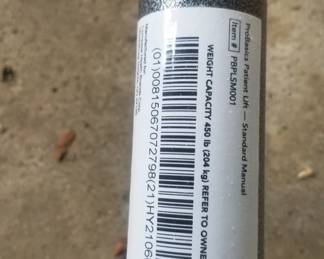 ProBasics Patient Lift — Standard Manual
Item # PBPLSM001
WEIGHT CAPACITY 450 lb (204 kg) REFER TO OWNE
(01)00815067072798(21)HY2106